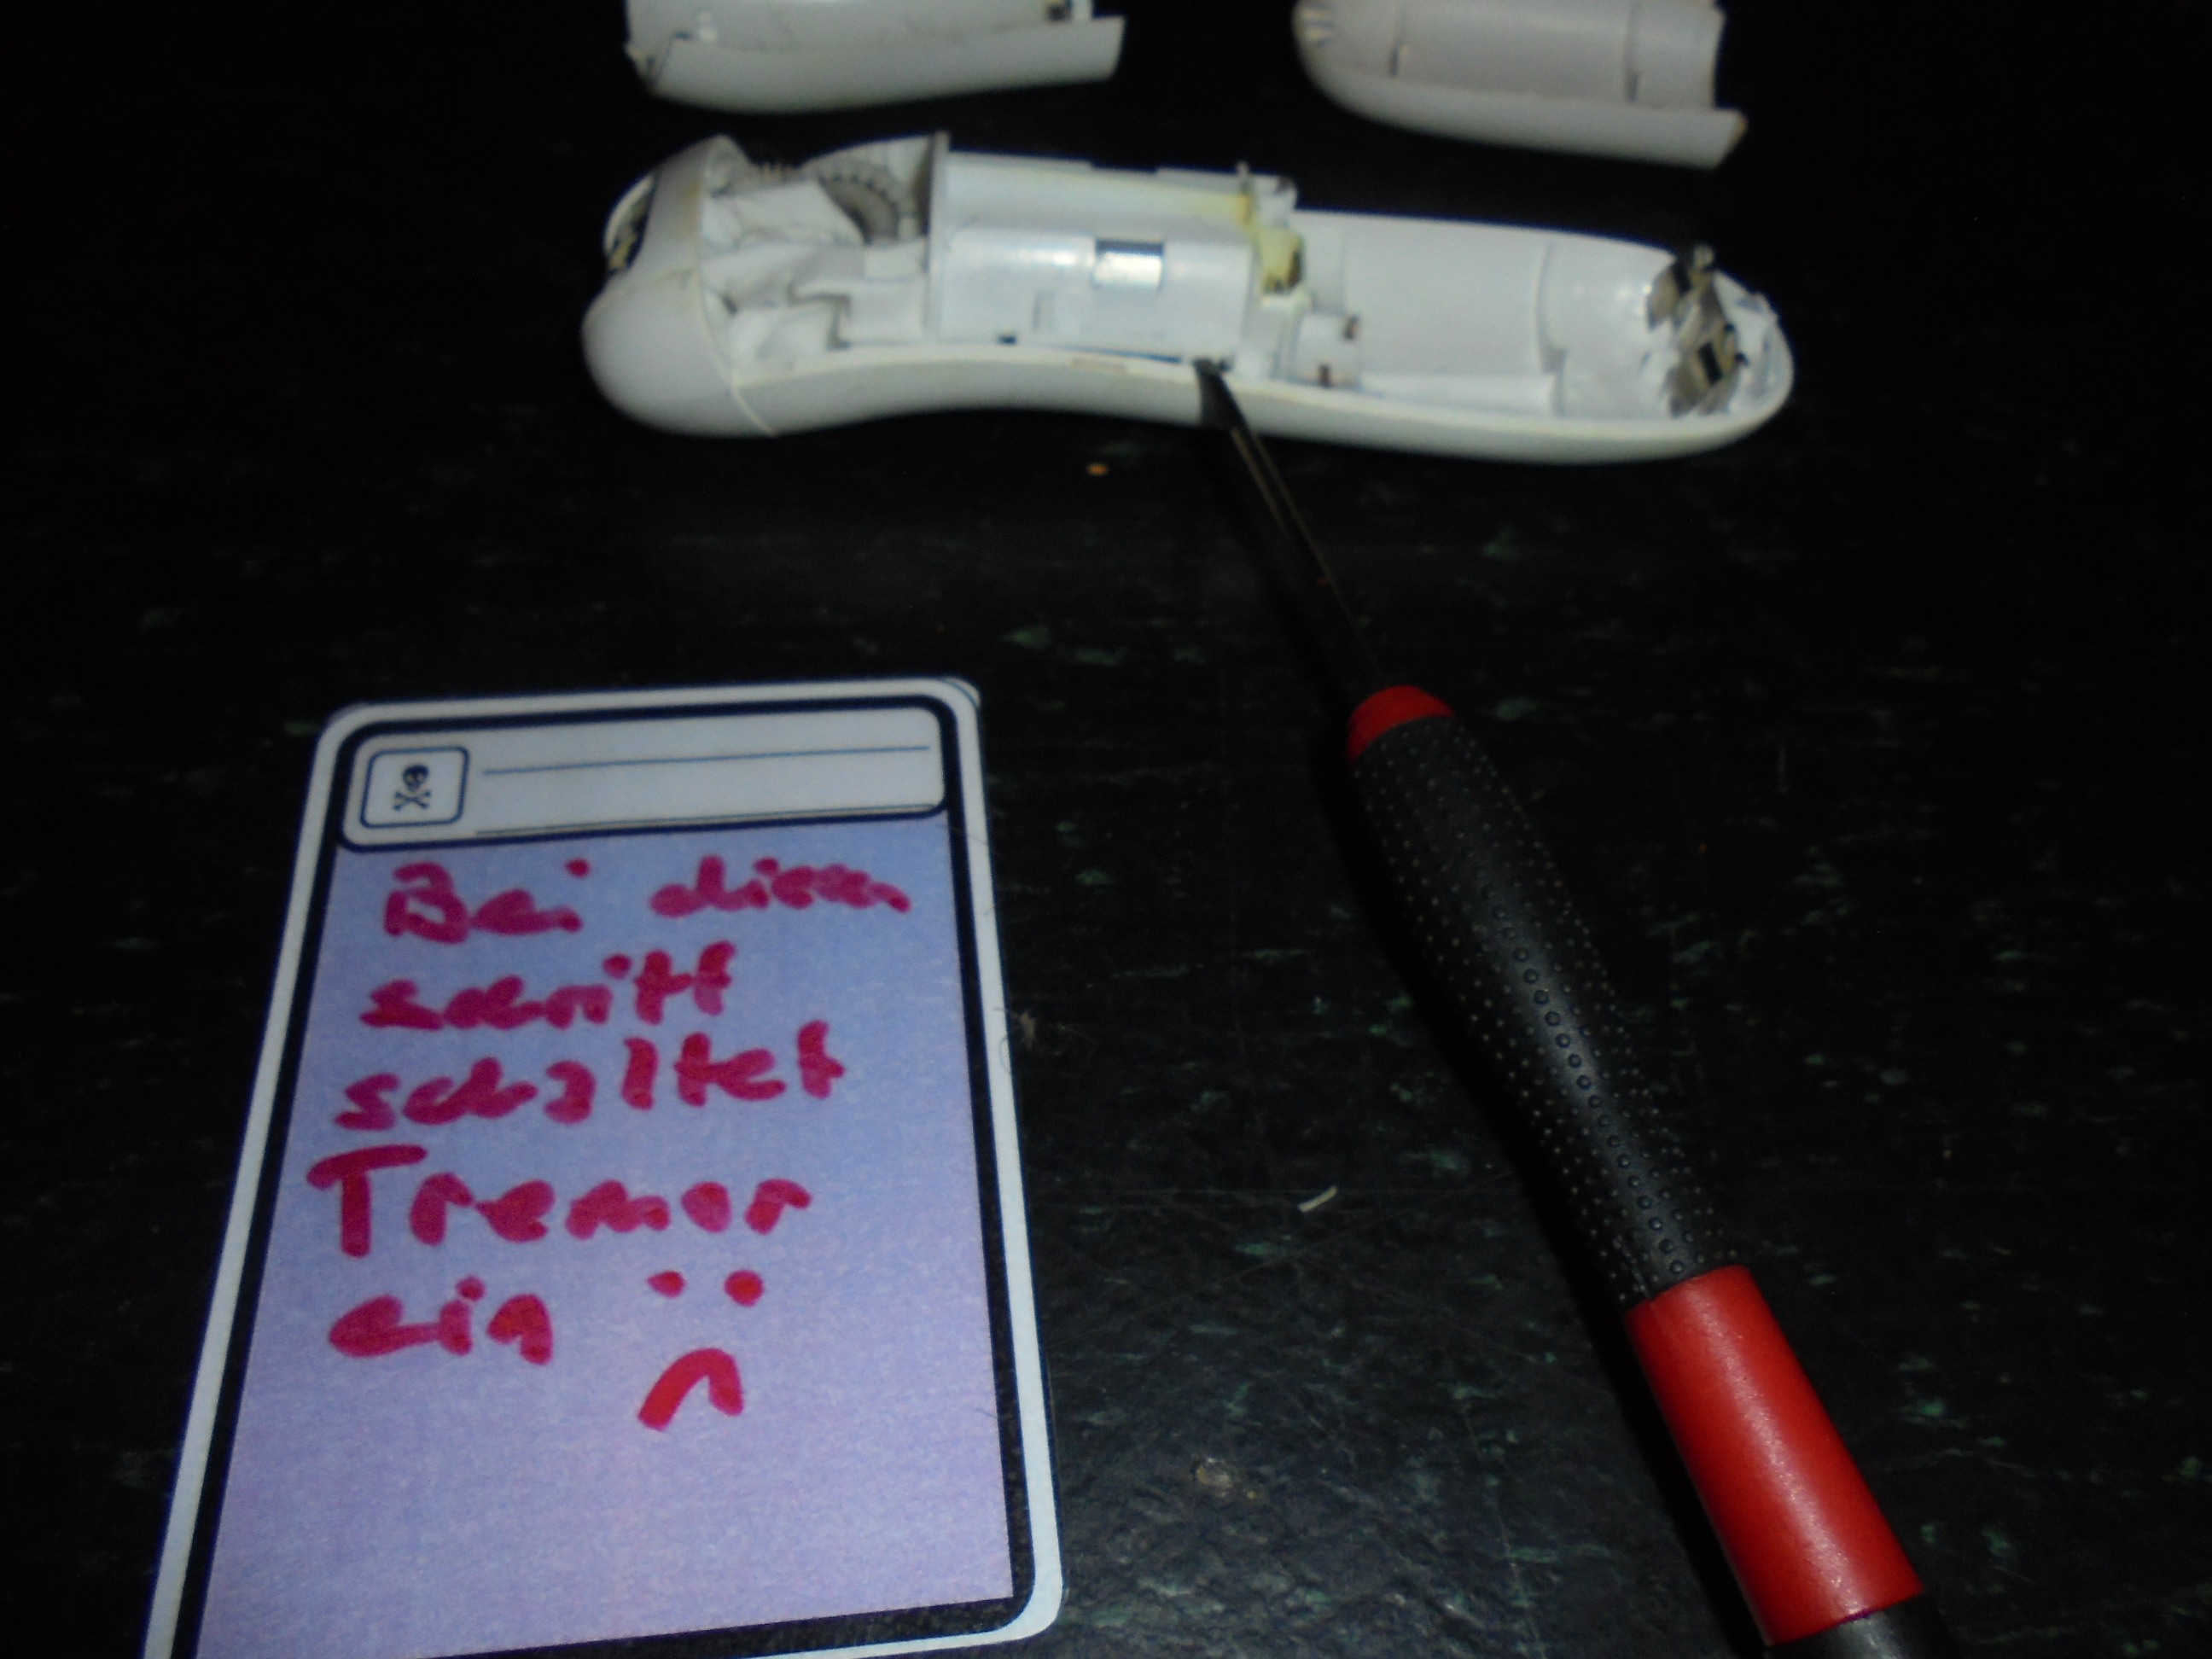 Bei diesem
schritt
schaltet
Tremor
ein